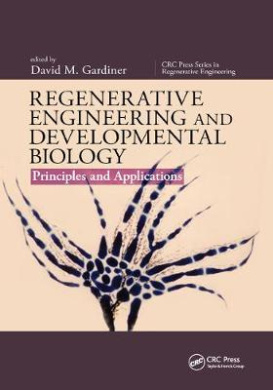 edited by
David M. Gardiner
CRC Press Series in
Regenerative Engineering
REGENERATIVE
ENGINEERING AND
DEVELOPMENTAL
BIOLOGY
Principles and Applications
CRC Press
Taylor & Francis Group